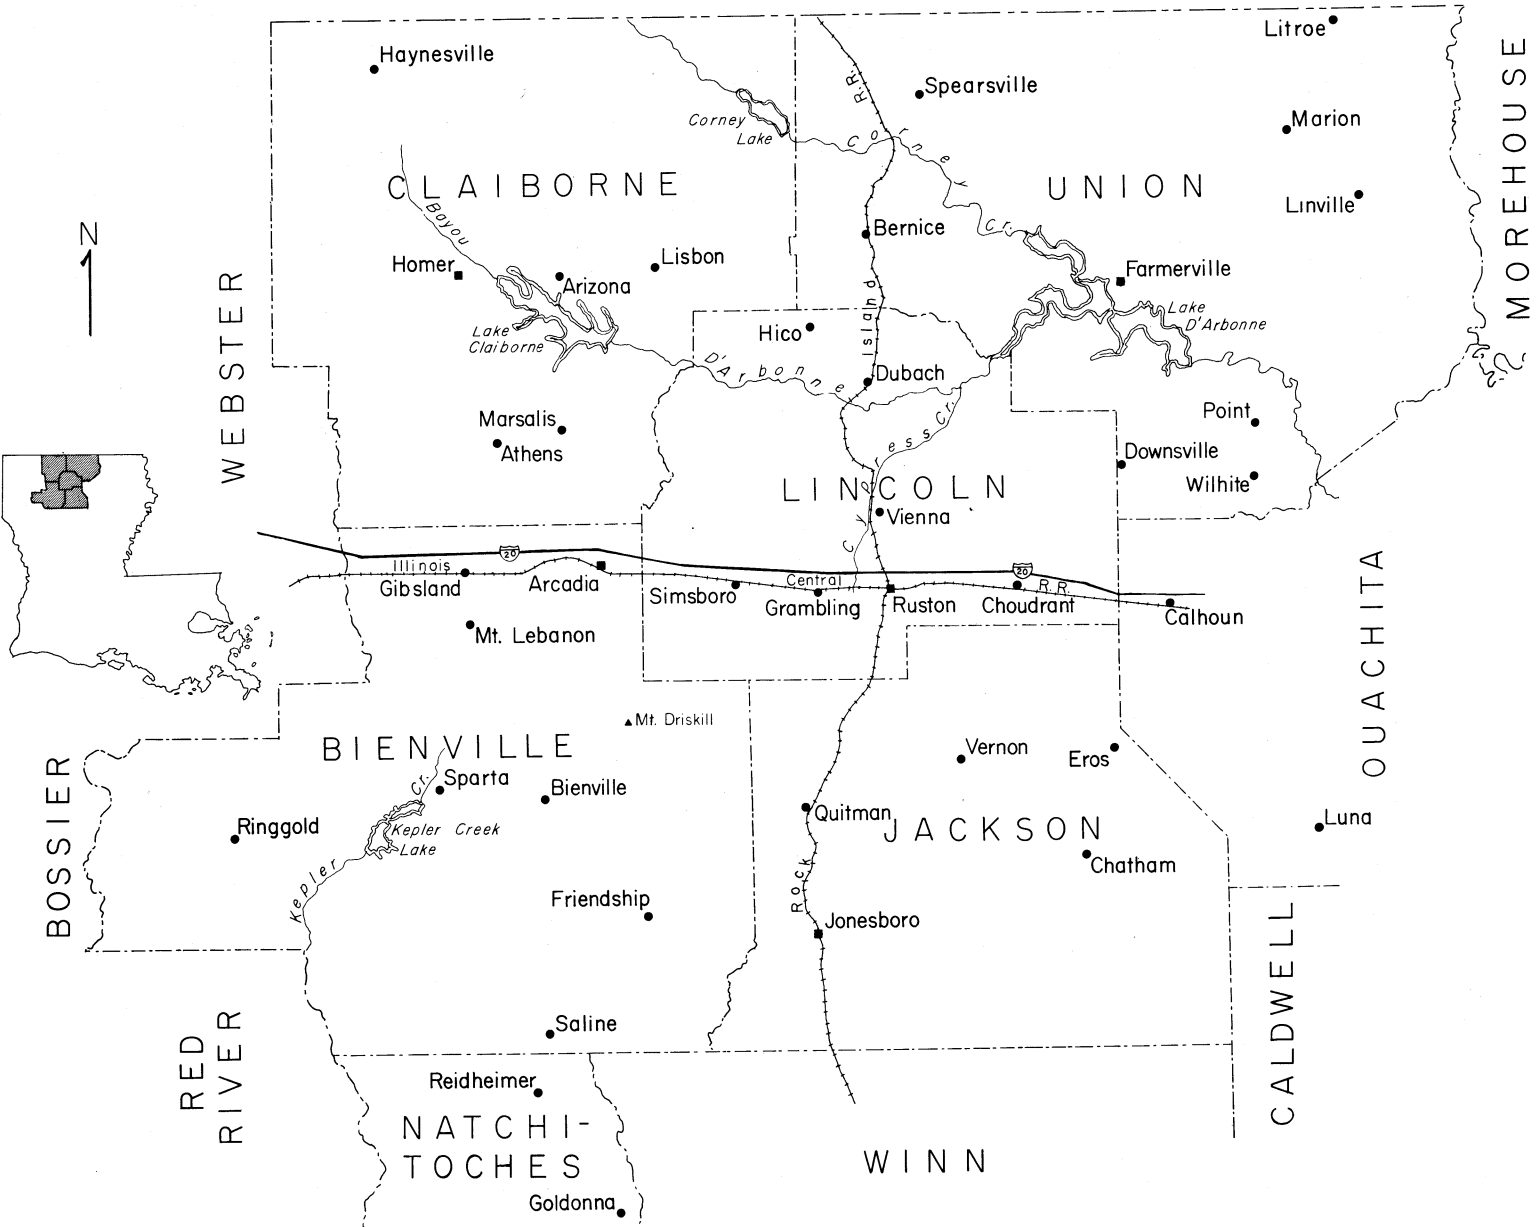 Litroe
Haynesville
R.R.
Spearsville
MOREHOUSE
Corney
Lake
Marion
Corney Cr.
CLAIBORNE
UNION
Linville
Bayou
N
Bernice
Homer
Lisbon
Farmerville
Arizona
WEBSTER
Lake
D'Arbonne
Lake
Claiborne
Hico
Island
D'Arbonne
Dubach
Point
Marsalis
Athens
Cypress Cr.
Downsville
Wilhite
LINCOLN
Vienna
20
Illinois
Gibsland
Arcadia
Simsboro
Central
Grambling
Ruston
20
Choudrant
R.R.
Calhoun
OUACHITA
Mt. Lebanon
Mt. Driskill
BIENVILLE
Vernon
Eros
BOSSIER
Cr.
Sparta
Bienville
Quitman
Luna
Ringgold
Kepler Creek
Lake
JACKSON
Kepler
Chatham
Rock
Friendship
Jonesboro
CALDWELL
RED
RIVER
Saline
Reidheimer
NATCHI-
TOCHES
WINN
Goldonna